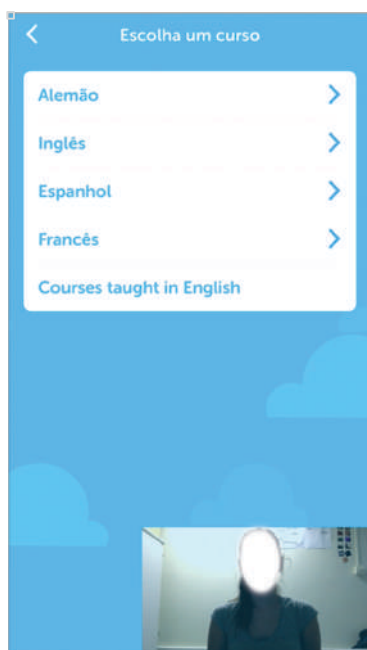 Escolha um curso
Alemão
Inglês
Espanhol
Francês
Courses taught in English